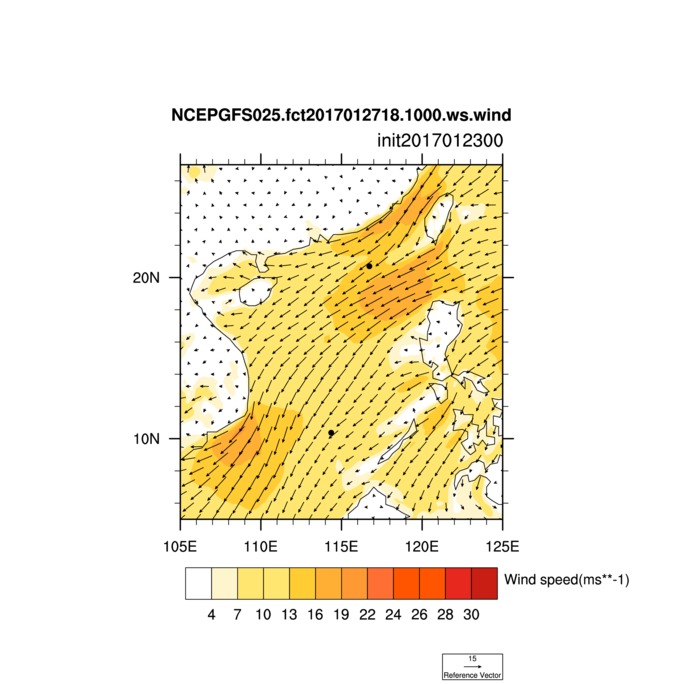 NCEPGFS025.fct2017012718.1000.ws.wind
init2017012300
20N
10N
105E 110E 115E 120E 125E
Wind speed(ms**-1)
4 7 10 13 16 19 22 24 26 28 30
15
Reference Vector